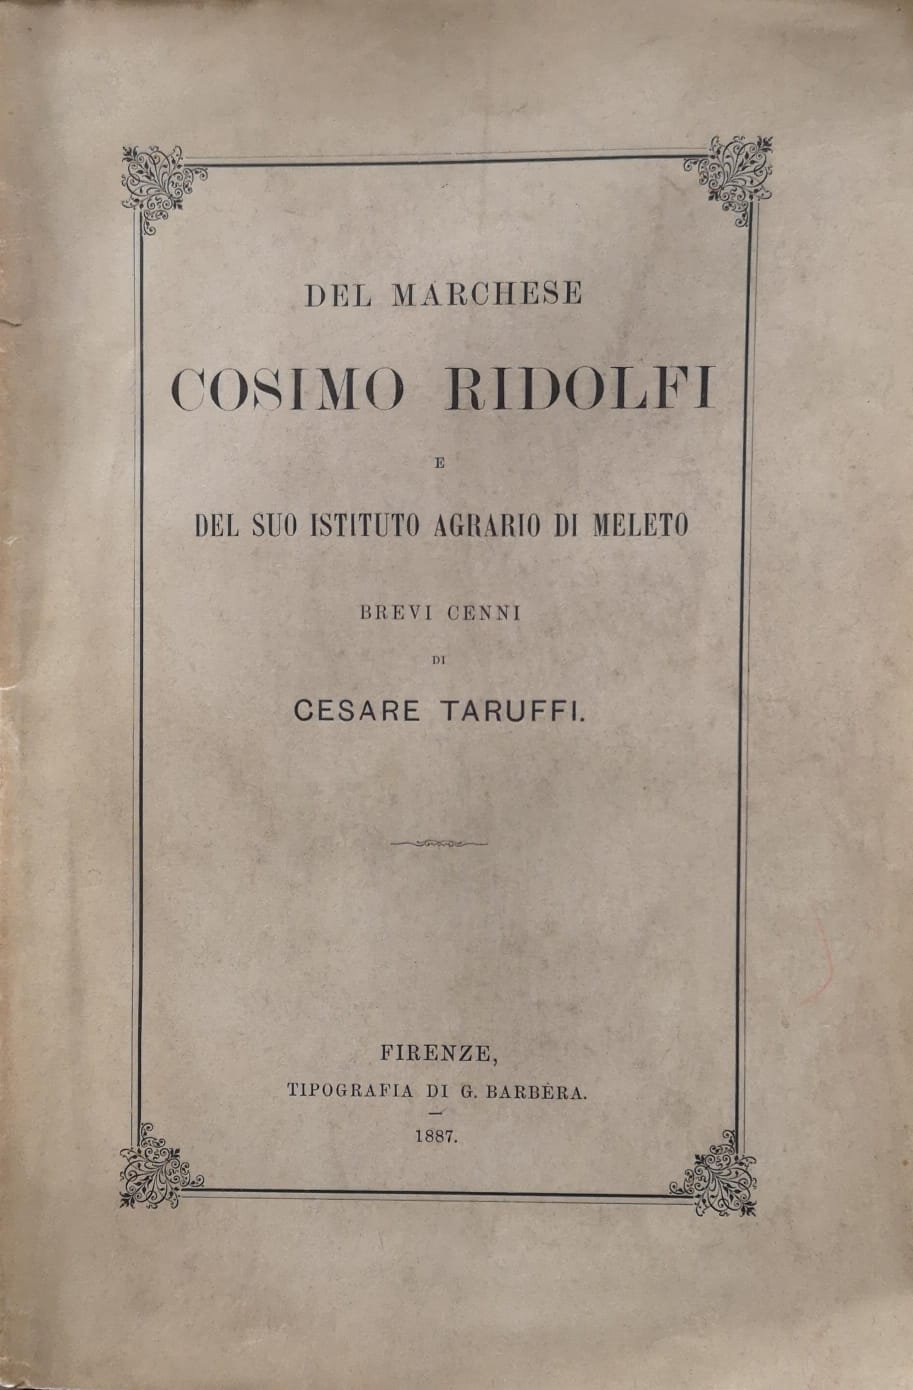 DEL MARCHESE
COSIMO RIDOLFI
E
DEL SUO ISTITUTO AGRARIO DI MELETO
BREVI CENNI
DI
CESARE TARUFFI.
FIRENZE,
TIPOGRAFIA DI G. BARBÈRA.
—
1887.